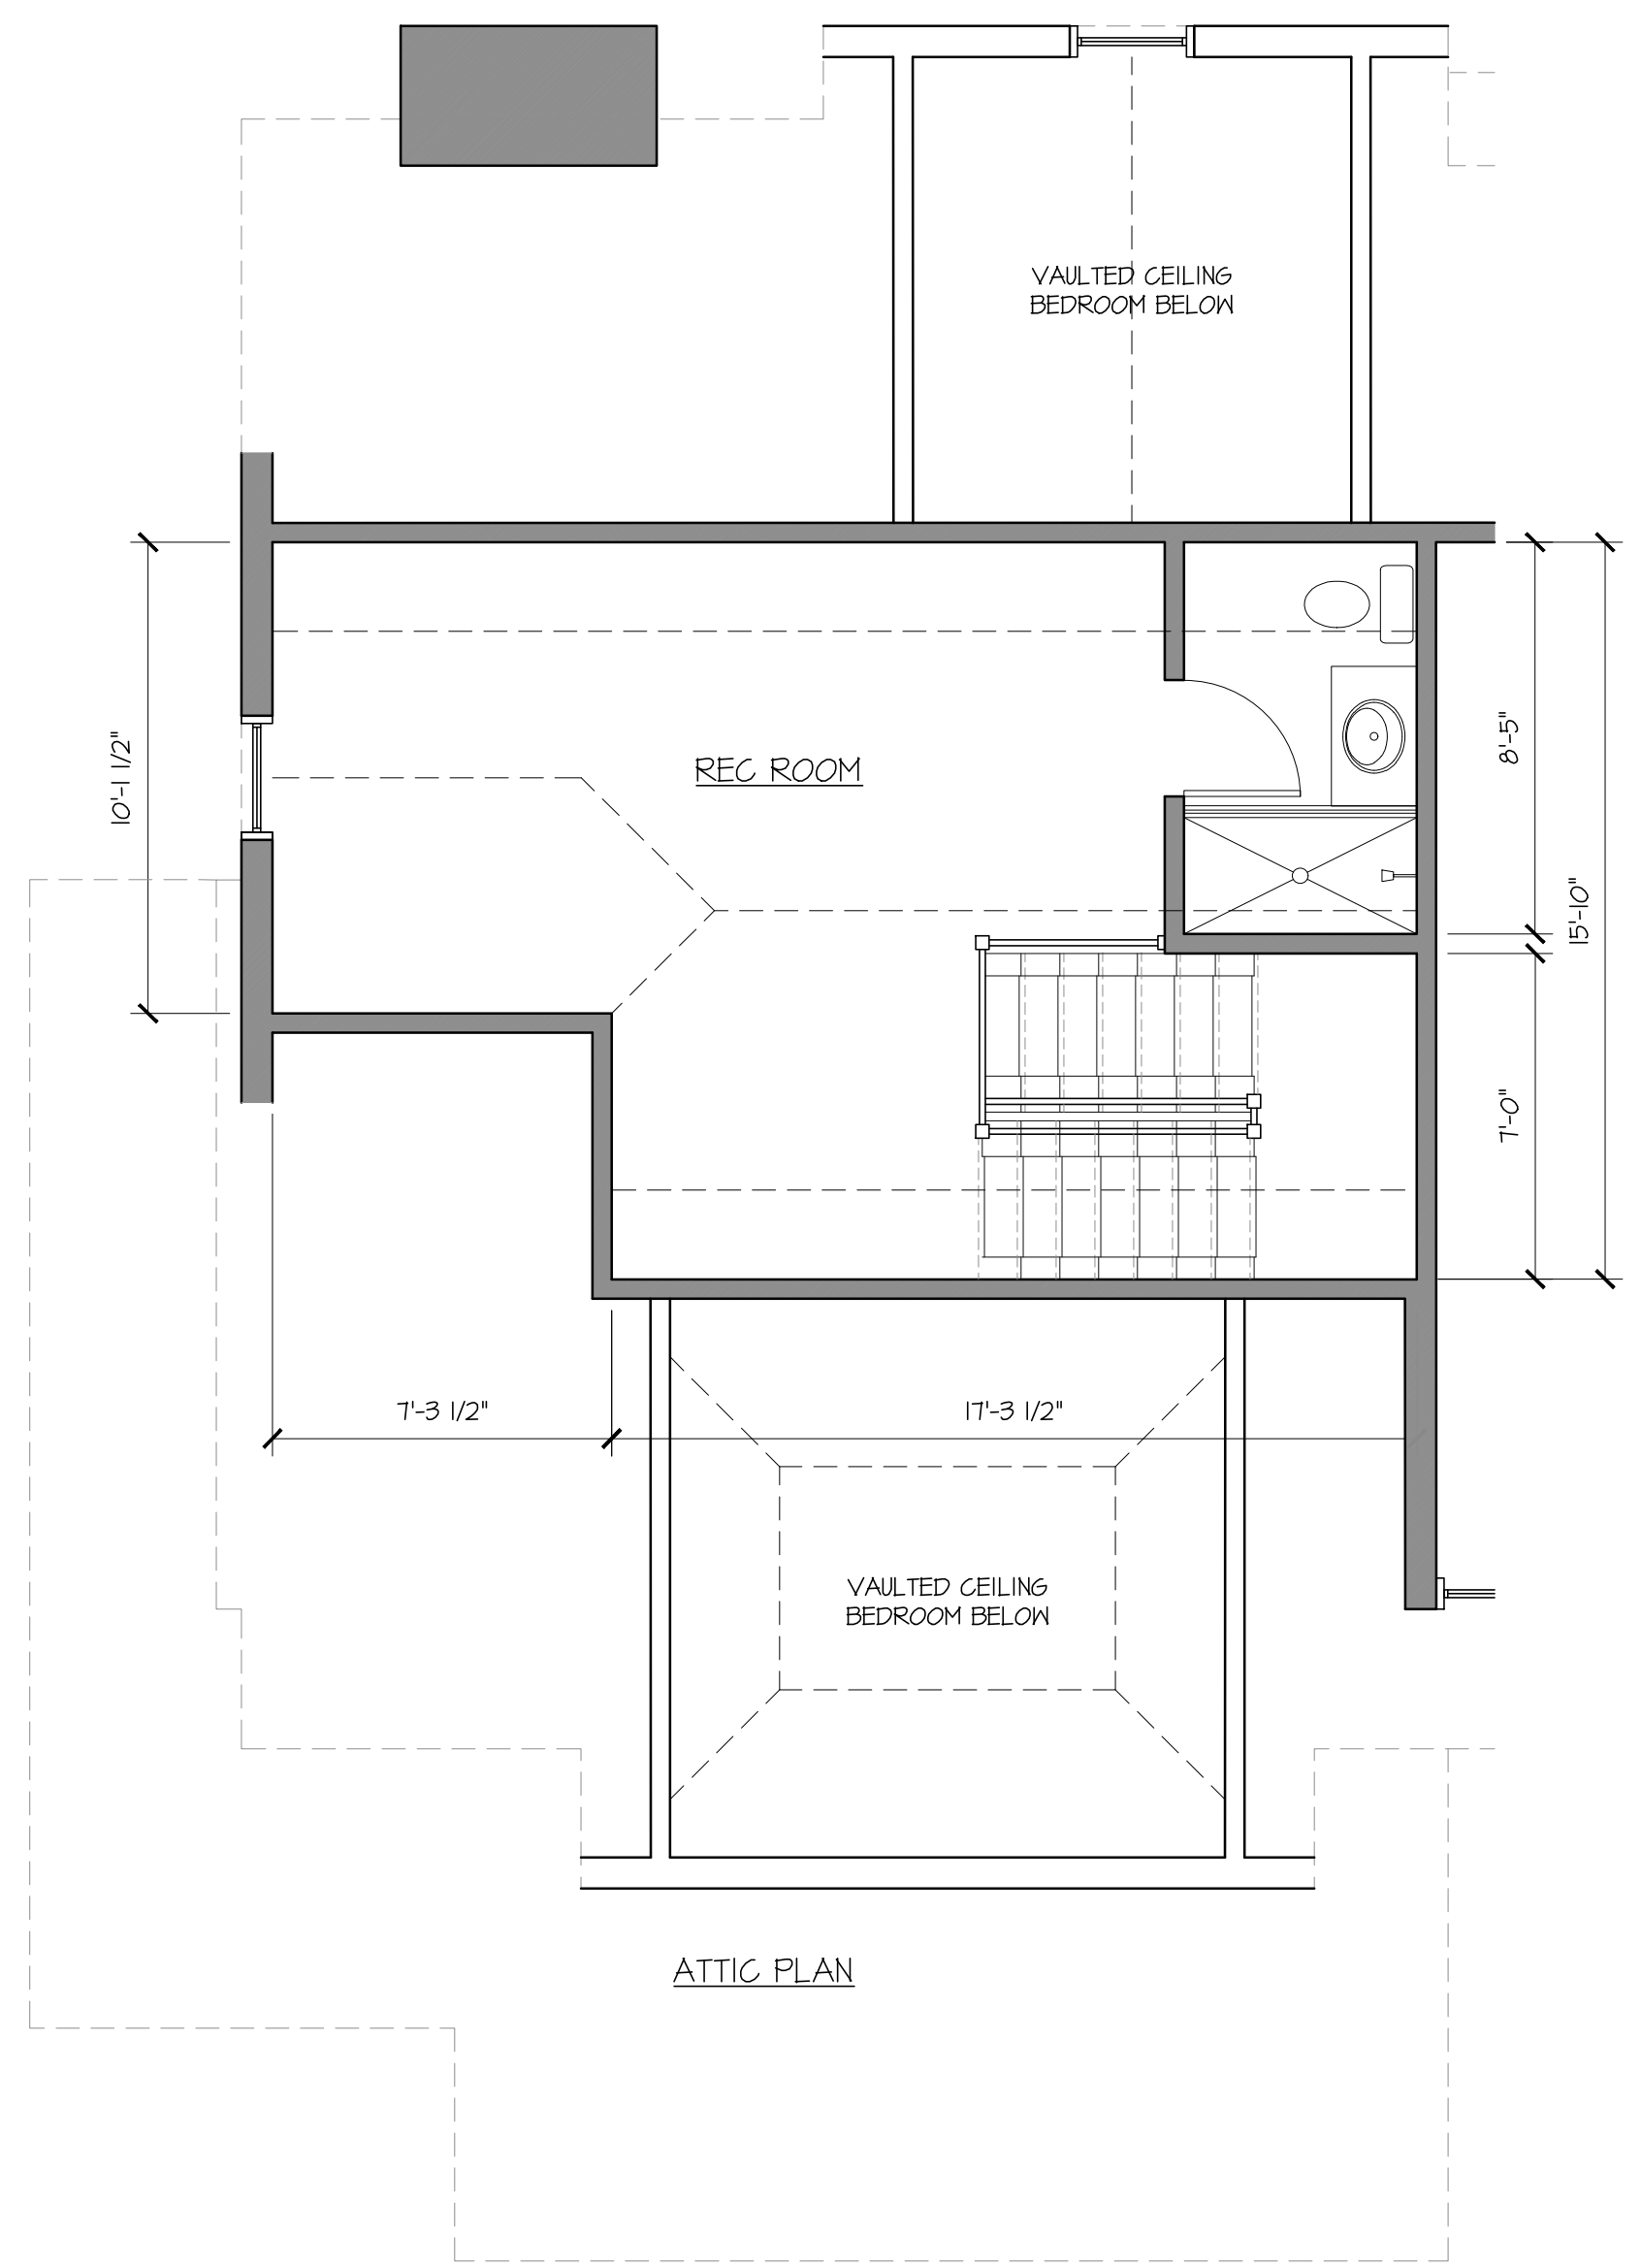 VAULTED CEILING
BEDROOM BELOW
10'-1 1/2"
REC ROOM
8'-5"
15'-10"
7'-0"
7'-3 1/2"
17'-3 1/2"
VAULTED CEILING
BEDROOM BELOW
ATTIC PLAN